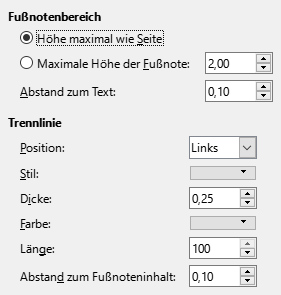 Fußnotenbereich
Höhe maximal wie Seite
Maximale Höhe der Fußnote: 2,00
Abstand zum Text: 0,10
Trennlinie
Position: Links
Stil:
Dicke: 0,25
Farbe:
Länge: 100
Abstand zum Fußnoteninhalt: 0,10